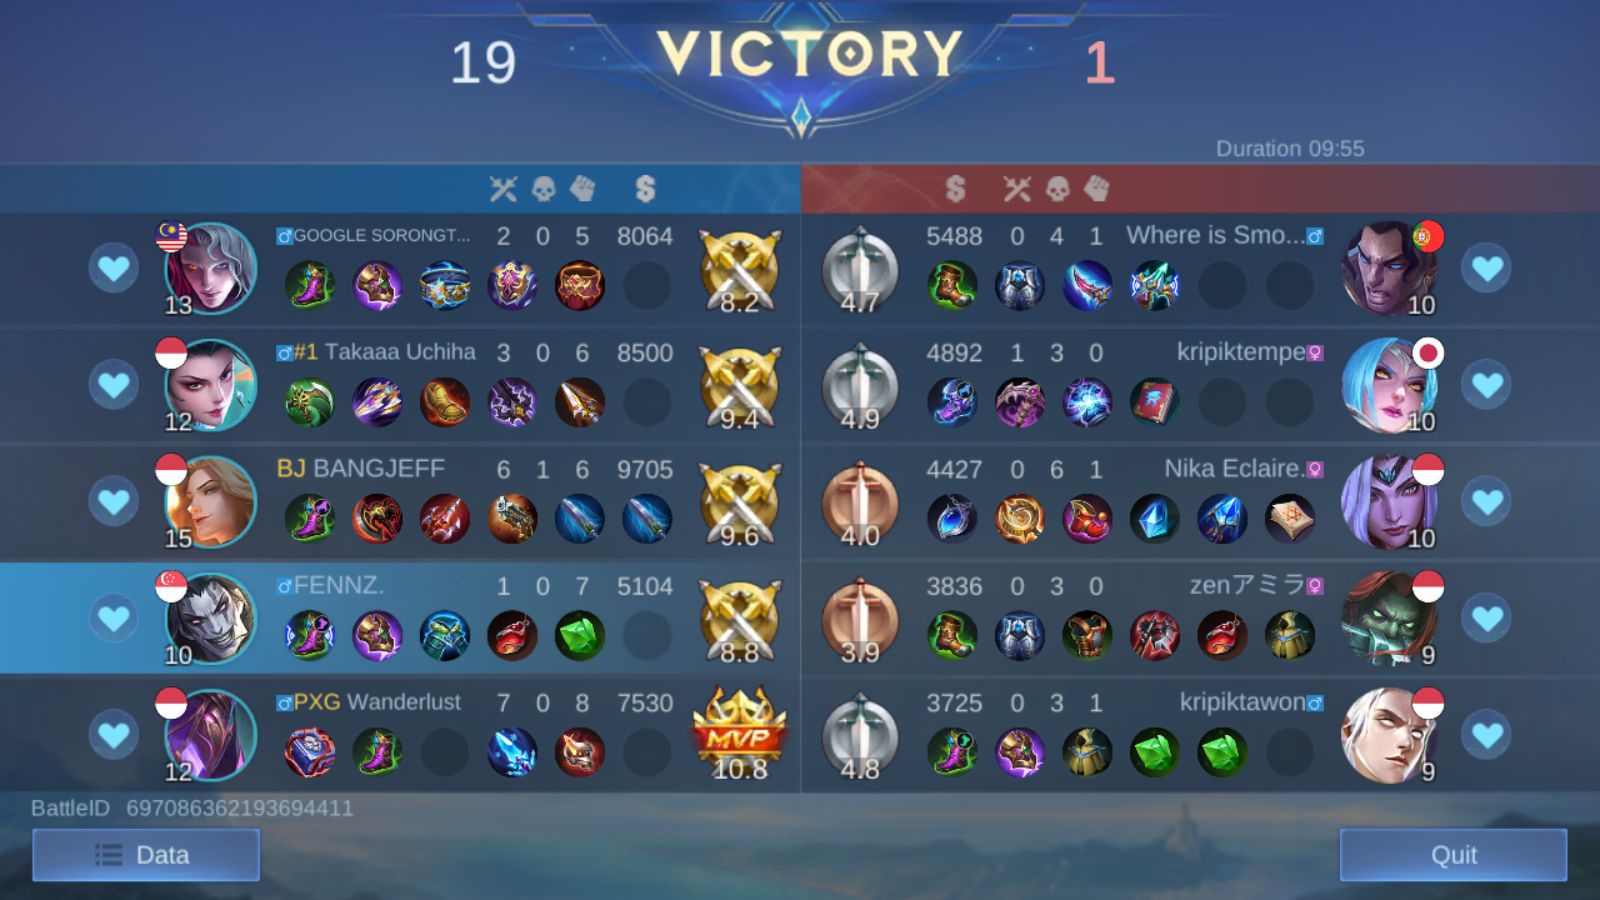 19 VICTORY 1
Duration 09:55
GOOGLE SORONGT... 2 0 5 8064
13 8.2
5488 0 4 1 Where is Smo...
4.7 10
#1 Takaaa Uchiha 3 0 6 8500
12 9.4
4892 1 3 0 kripiktempe
4.9 10
BJ BANGJEFF 6 1 6 9705
15 9.6
4427 0 6 1 Nika Eclaire.
4.0 10
FENNZ. 1 0 7 5104
10 8.8
3836 0 3 0 zenアミラ
3.9 9
PXG Wanderlust 7 0 8 7530
MVP
12 10.8
3725 0 3 1 kripiktawon
4.8 9
BattleID 697086362193694411
Data
Quit